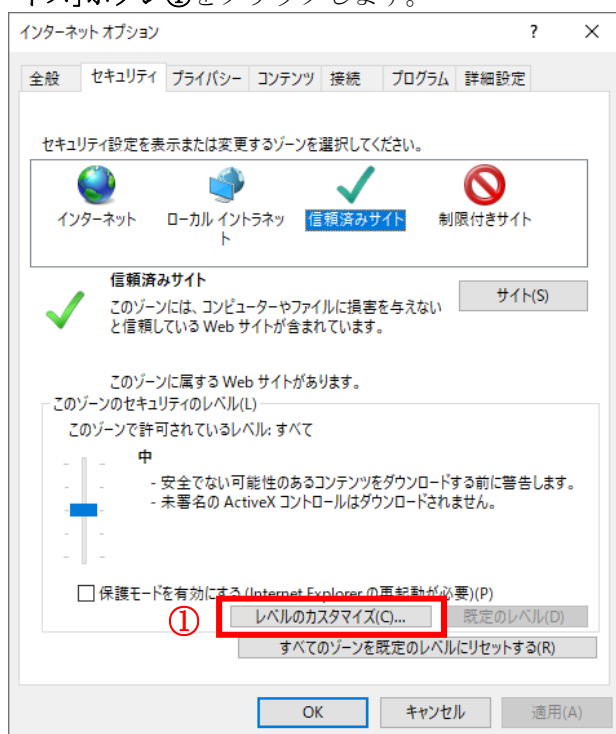 イズ]ボタン①をクリックします。
インターネット オプション ? ×
全般 セキュリティ プライバシー コンテンツ 接続 プログラム 詳細設定
セキュリティ設定を表示または変更するゾーンを選択してください。
インターネット ローカル イントラネッ 信頼済みサイト 制限付きサイト
ト
信頼済みサイト
サイト(S)
このゾーンには、コンピューターやファイルに損害を与えない
と信頼している Web サイトが含まれています。
このゾーンに属する Web サイトがあります。
このゾーンのセキュリティのレベル(L)
このゾーンで許可されているレベル: すべて
中
- 安全でない可能性のあるコンテンツをダウンロードする前に警告します。
- 未署名の ActiveX コントロールはダウンロードされません。
保護モードを有効にする (Internet Explorer の再起動が必要)(P)
① レベルのカスタマイズ(C)... 既定のレベル(D)
すべてのゾーンを既定のレベルにリセットする(R)
OK キャンセル 適用(A)